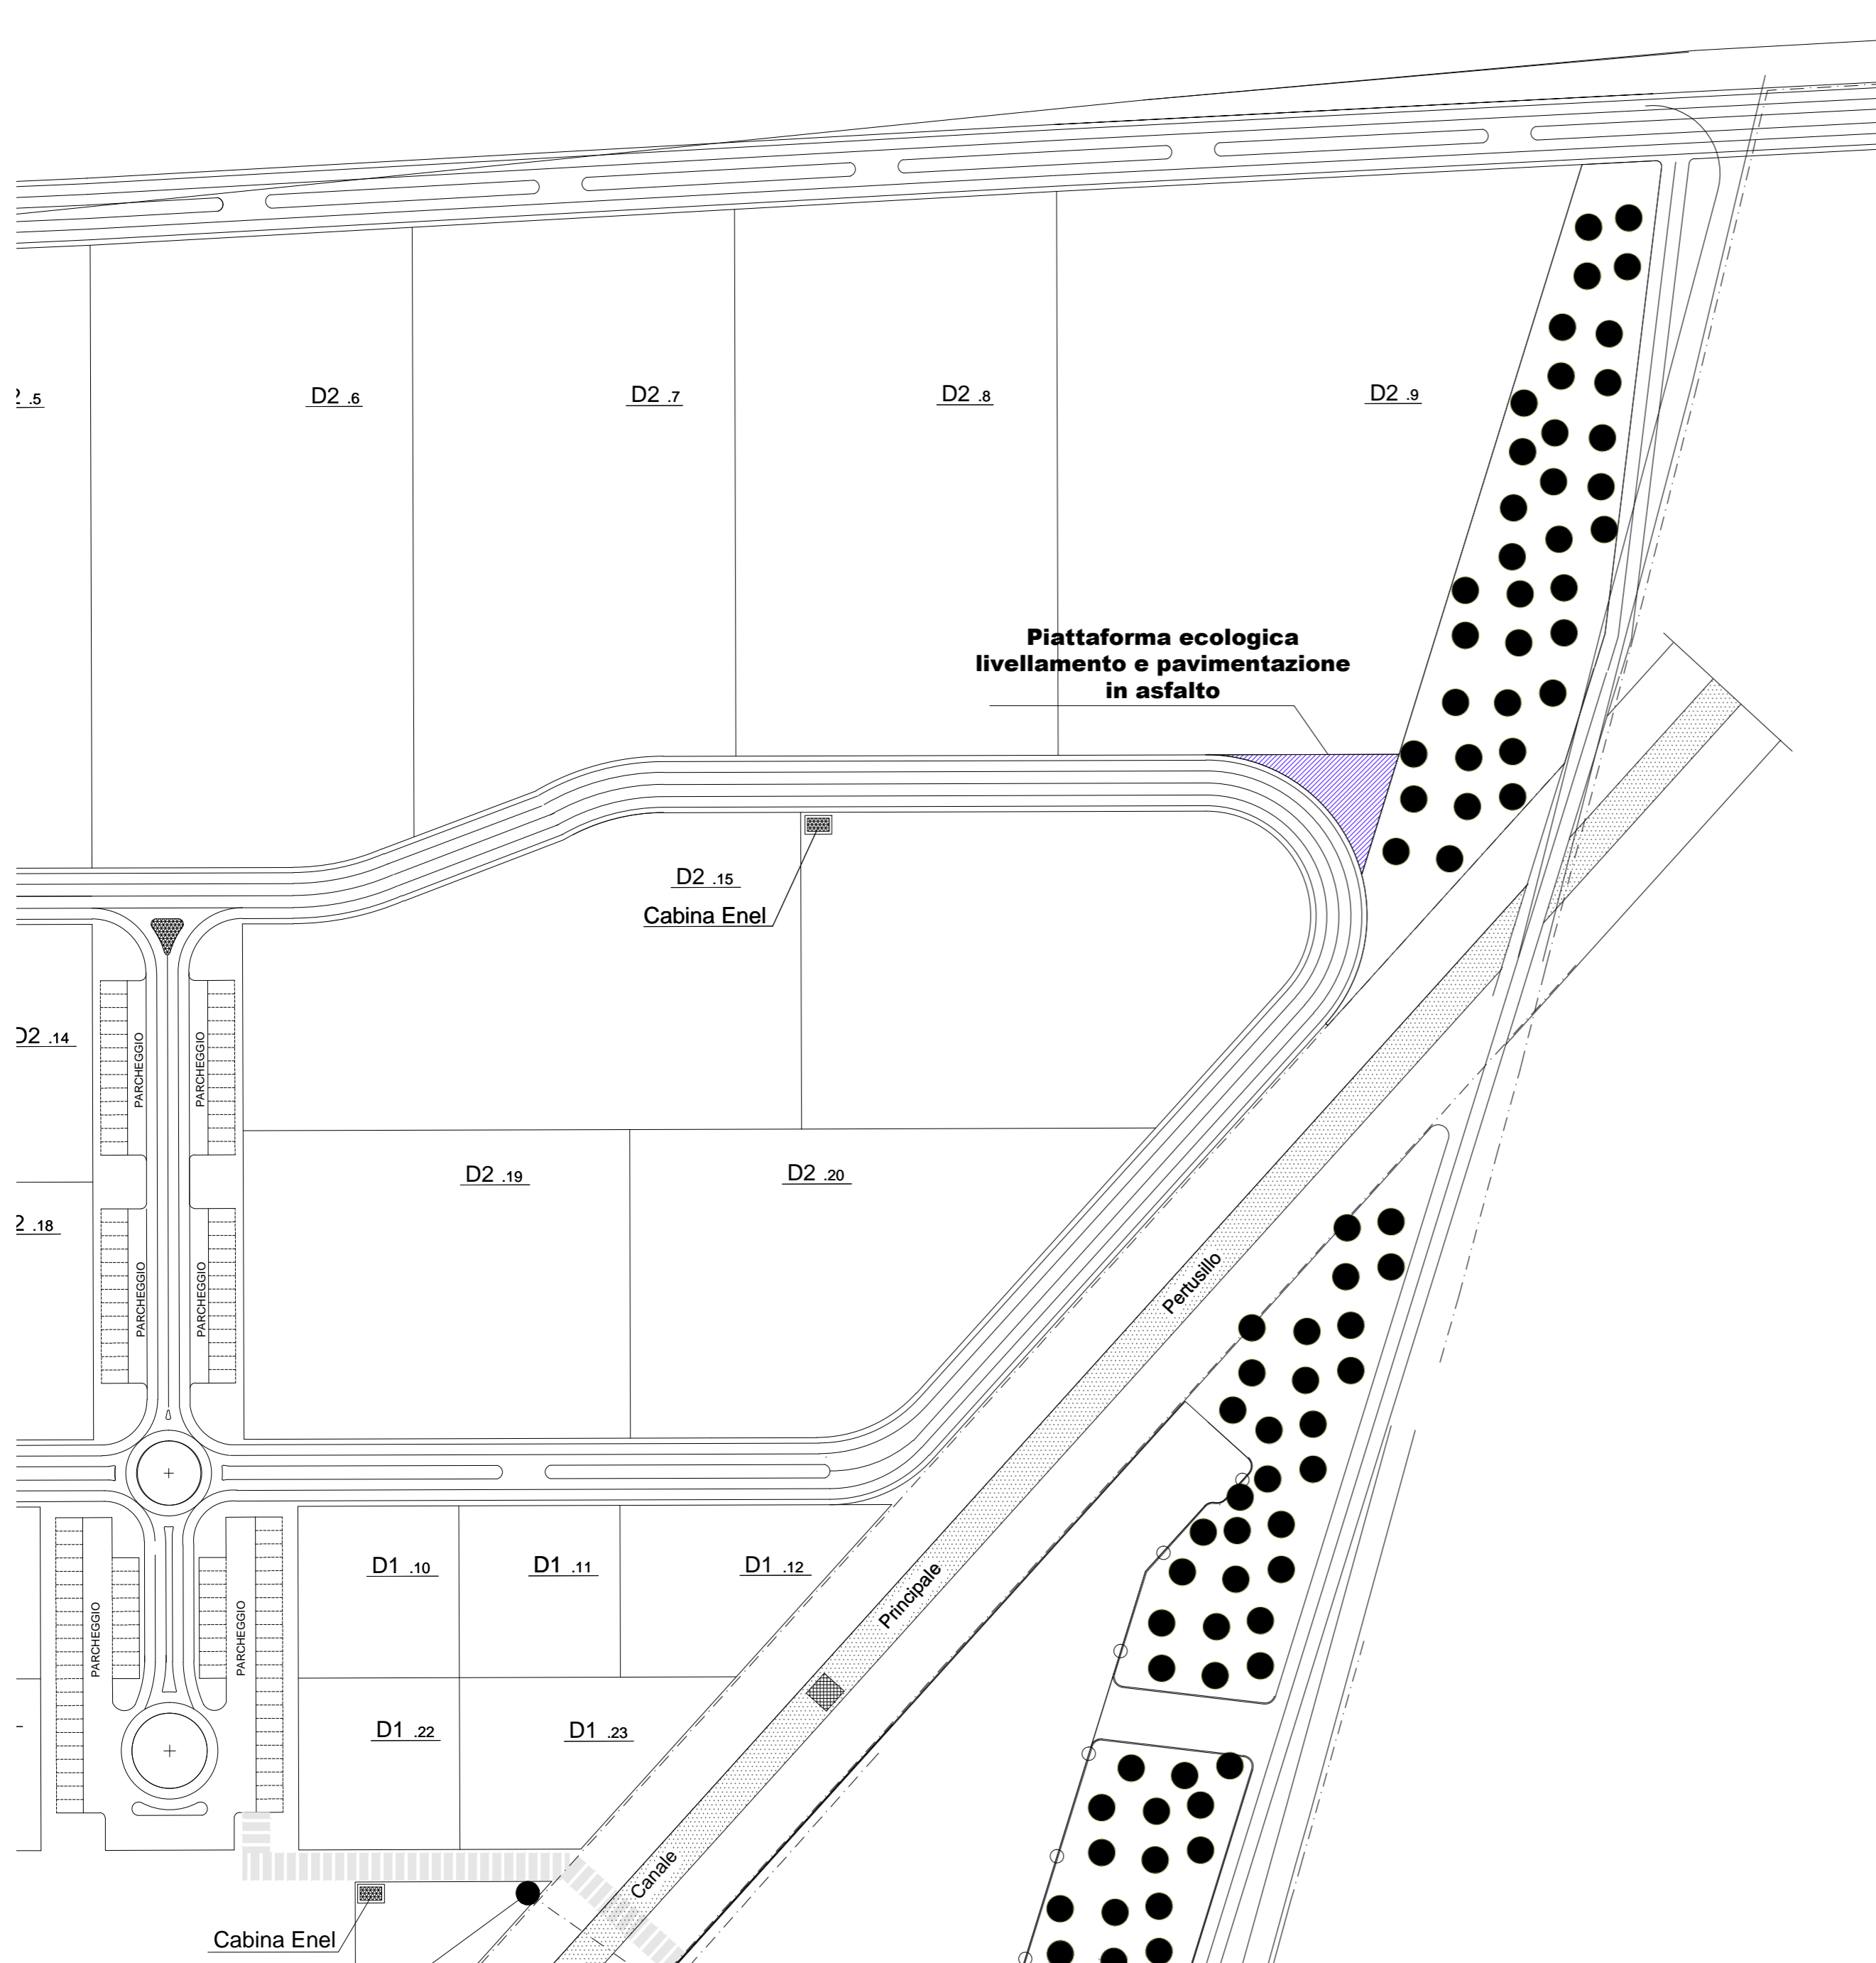 D2 .6
D2 .7
D2 .8
D2 .9
.5
Piattaforma ecologica
livellamento e pavimentazione
in asfalto
D2 .15
Cabina Enel
D2 .14
PARCHEGGIO
PARCHEGGIO
D2 .19
D2 .20
.18
PARCHEGGIO
PARCHEGGIO
Pertusillo
D1 .10
D1 .11
D1 .12
Principale
PARCHEGGIO
PARCHEGGIO
D1 .22
D1 .23
Canale
Cabina Enel